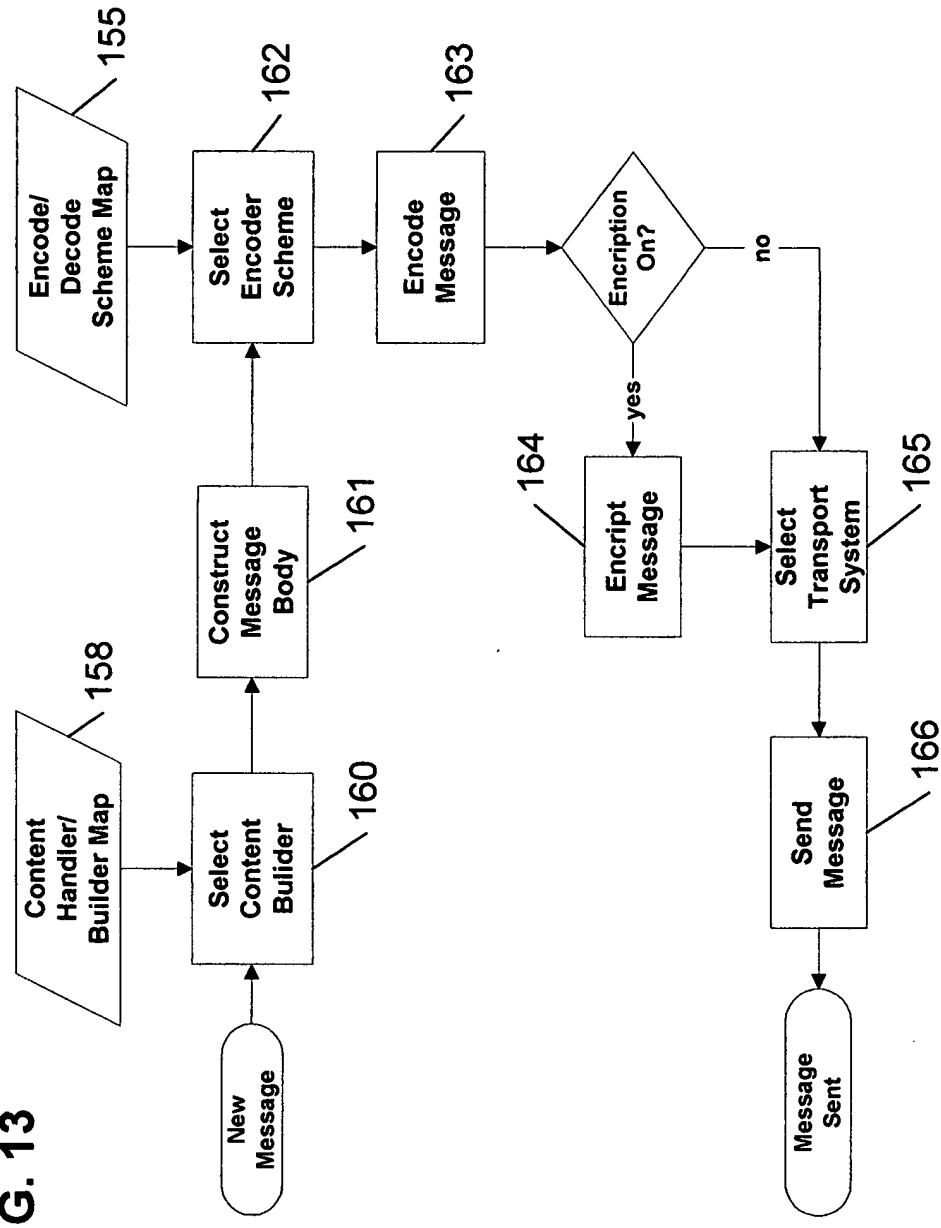 G. 13
New
Message
Content
Handler/
Builder Map
158
Select
Content
Bulider
160
Construct
Message
Body
161
Encode/
Decode
Scheme Map
155
Select
Encoder
Scheme
162
Encode
Message
163
Encription
On?
yes
no
Encript
Message
164
Select
Transport
System
165
Send
Message
166
Message
Sent